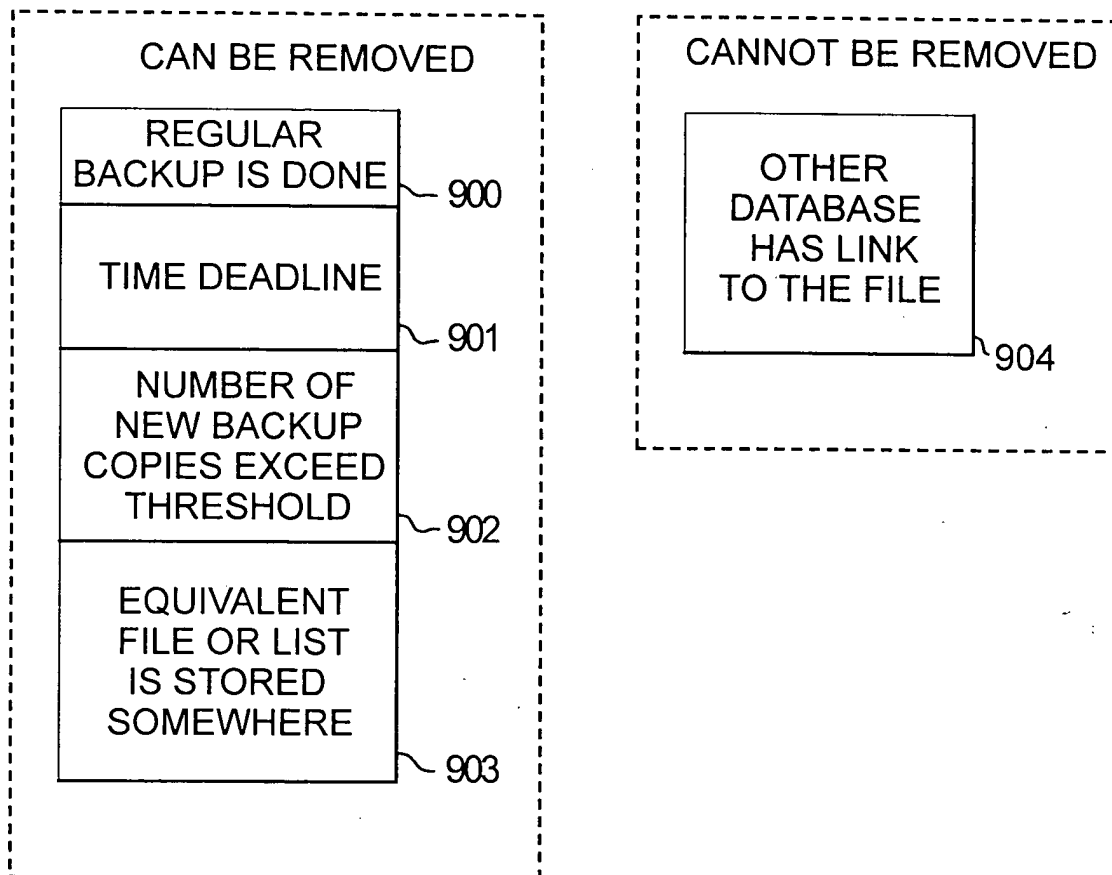 CAN BE REMOVED
REGULAR
BACKUP IS DONE
900
TIME DEADLINE
901
NUMBER OF
NEW BACKUP
COPIES EXCEED
THRESHOLD
902
EQUIVALENT
FILE OR LIST
IS STORED
SOMEWHERE
903
CANNOT BE REMOVED
OTHER
DATABASE
HAS LINK
TO THE FILE
904